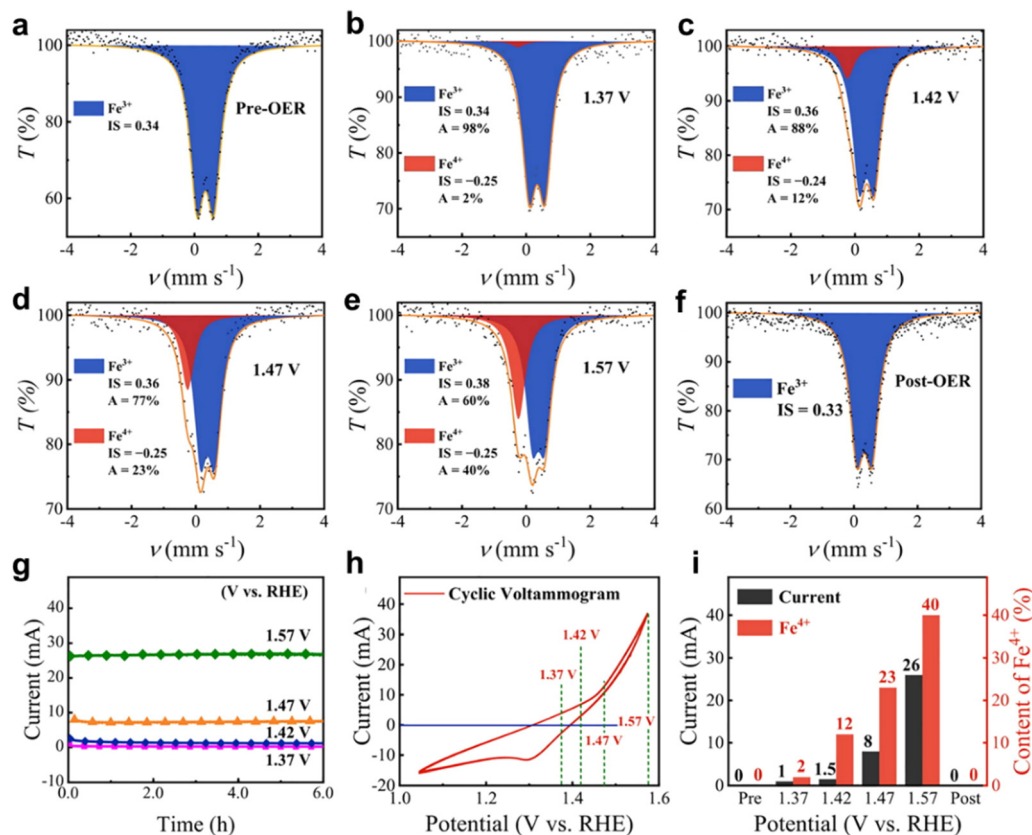 a
100
80
60
T (%)
Fe³⁺
IS = 0.34
Pre-OER
-4 -2 0 2 4
ν (mm s⁻¹)
b
100
90
80
70
T (%)
Fe³⁺
IS = 0.34
A = 98%
Fe⁴⁺
IS = −0.25
A = 2%
1.37 V
-4 -2 0 2 4
ν (mm s⁻¹)
c
100
90
80
70
T (%)
Fe³⁺
IS = 0.36
A = 88%
Fe⁴⁺
IS = −0.24
A = 12%
1.42 V
-4 -2 0 2 4
ν (mm s⁻¹)
d
100
90
80
70
T (%)
Fe³⁺
IS = 0.36
A = 77%
Fe⁴⁺
IS = −0.25
A = 23%
1.47 V
-4 -2 0 2 4
ν (mm s⁻¹)
e
100
90
80
70
T (%)
Fe³⁺
IS = 0.38
A = 60%
Fe⁴⁺
IS = −0.25
A = 40%
1.57 V
-4 -2 0 2 4
ν (mm s⁻¹)
f
100
90
80
70
60
T (%)
Fe³⁺
IS = 0.33
Post-OER
-4 -2 0 2 4
ν (mm s⁻¹)
g
50
40
30
20
10
0
-10
Current (mA)
(V vs. RHE)
1.57 V
1.47 V
1.42 V
1.37 V
0.0 2.0 4.0 6.0
Time (h)
h
50
40
30
20
10
0
-10
-20
Current (mA)
Cyclic Voltammogram
1.42 V
1.37 V
1.57 V
1.47 V
1.0 1.2 1.4 1.6
Potential (V vs. RHE)
i
40
30
20
10
0
Current (mA)
Current
Fe⁴⁺
0 0
1 2
1.5 12
8 23
26 40
0 0
Pre 1.37 1.42 1.47 1.57 Post
Potential (V vs. RHE)
40%
30%
20%
10%
0
Content of Fe⁴⁺ (%)